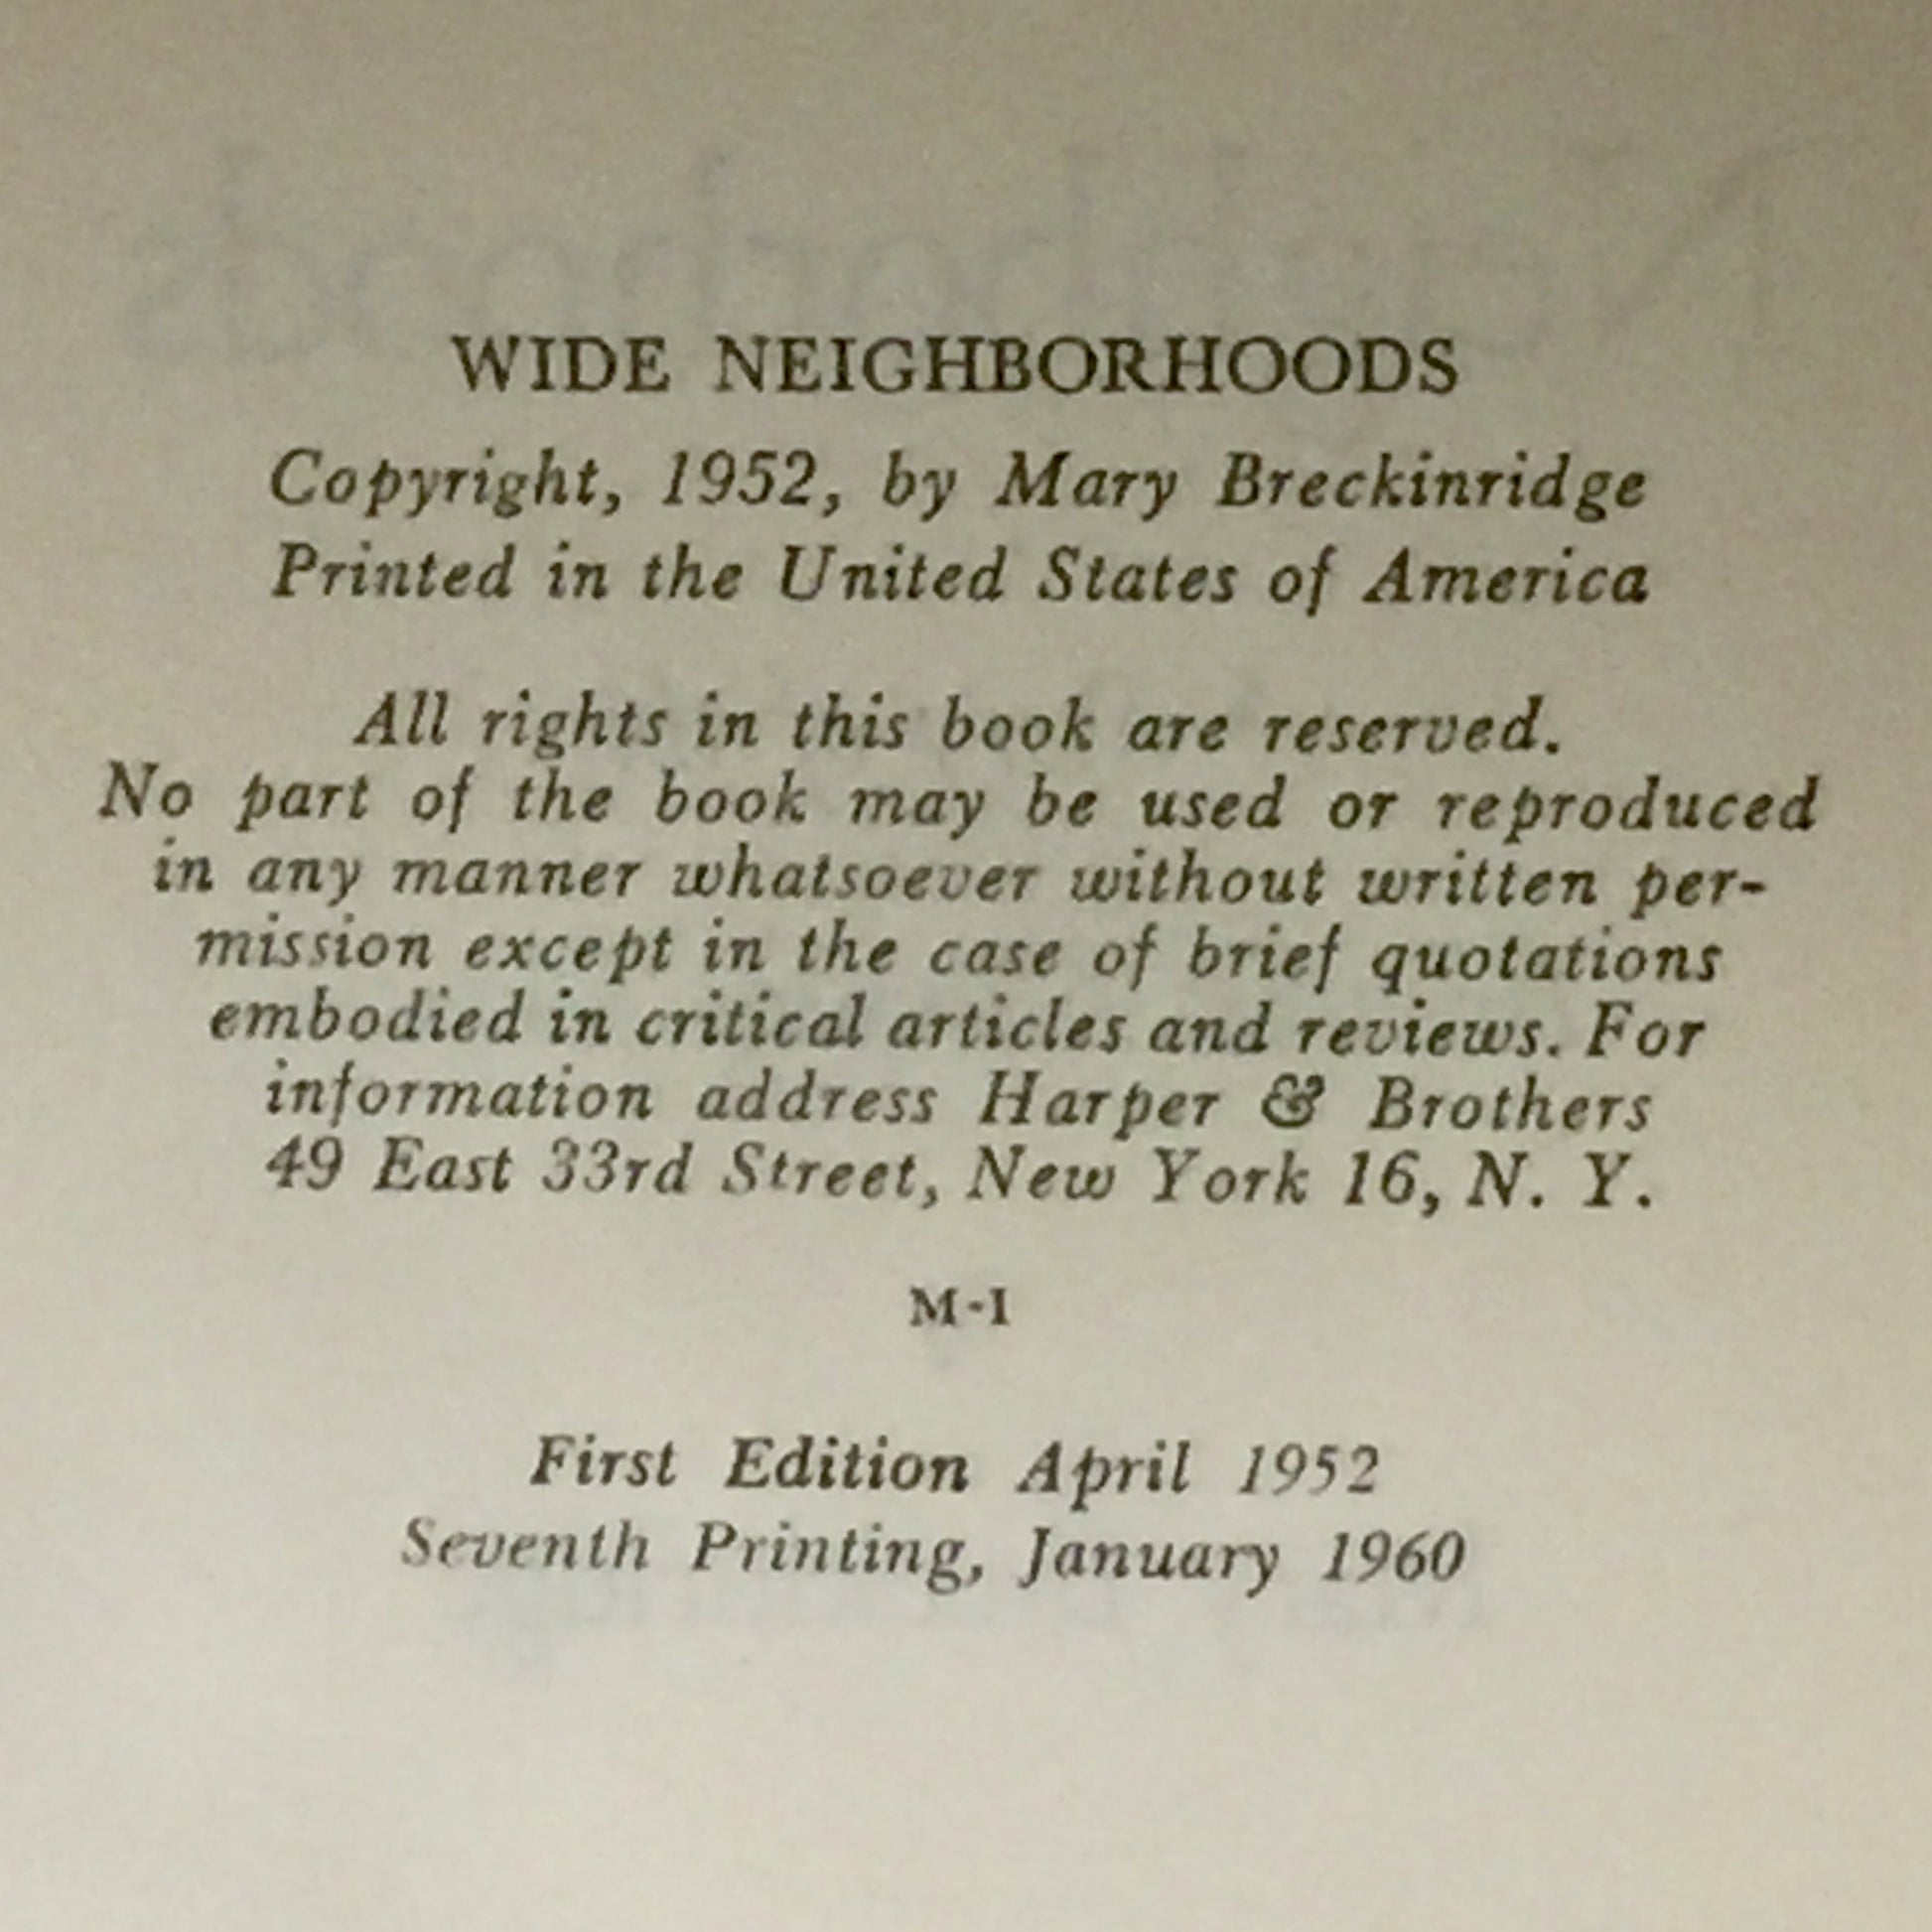 WIDE NEIGHBORHOODS
Copyright, 1952, by Mary Breckinridge
Printed in the United States of America
All rights in this book are reserved.
No part of the book may be used or reproduced
in any manner whatsoever without written per-
mission except in the case of brief quotations
embodied in critical articles and reviews. For
information address Harper & Brothers
49 East 33rd Street, New York 16, N. Y.
M-I
First Edition April 1952
Seventh Printing, January 1960